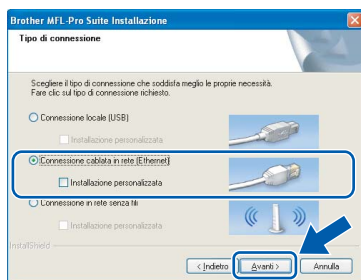 Brother MFL-Pro Suite Installazione
Tipo di connessione
Scegliere il tipo di connessione che soddisfa meglio le proprie necessità.
Fare clic sul tipo di connessione richiesto.
Connessione locale (USB)
Installazione personalizzata
Connessione cablata in rete (Ethernet)
Installazione personalizzata
Connessione in rete senza fili
Installazione personalizzata
InstallShield
< Indietro
Avanti >
Annulla